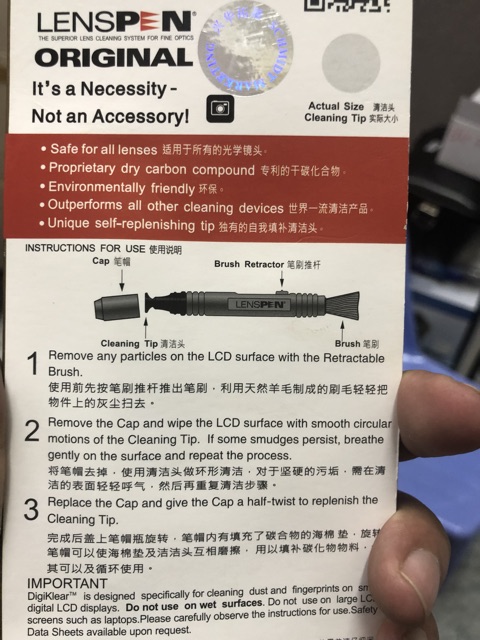 LENSPEN®
THE SUPERIOR LENS CLEANING SYSTEM FOR FINE OPTICS
ORIGINAL
It's a Necessity -
Not an Accessory!
Actual Size 清洁头
Cleaning Tip 实际大小
• Safe for all lenses 适用于所有的光学镜头。
• Proprietary dry carbon compound 专利的干碳化合物。
• Environmentally friendly 环保。
• Outperforms all other cleaning devices 世界一流清洁产品。
• Unique self-replenishing tip 独有的自我填补清洁头。
INSTRUCTIONS FOR USE 使用说明
Cap 笔帽
Brush Retractor 笔刷推杆
LENSPEN
Cleaning Tip 清洁头
Brush 笔刷
1 Remove any particles on the LCD surface with the Retractable
Brush.
使用前先按笔刷推杆推出笔刷，利用天然羊毛制成的刷毛轻轻把
物件上的灰尘扫去。
2 Remove the Cap and wipe the LCD surface with smooth circular
motions of the Cleaning Tip. If some smudges persist, breathe
gently on the surface and repeat the process.
将笔帽去掉，使用清洁头做环形清洁，对于坚硬的污垢，需在清
洁的表面轻轻呼气，然后再重复清洁步骤。
3 Replace the Cap and give the Cap a half-twist to replenish the
Cleaning Tip.
完成后盖上笔帽瓶旋转，笔帽内有填充了碳合物的海棉垫，旋转
笔帽可以使海棉垫及洁洁头互相磨擦，用以填补碳化物物料，
其可以及循环使用。
IMPORTANT
DigiKlear™ is designed specifically for cleaning dust and fingerprints on
digital LCD displays. Do not use on wet surfaces. Do not use on large
screens such as laptops.Please carefully observe the instructions for use.Safety
Data Sheets available upon request.